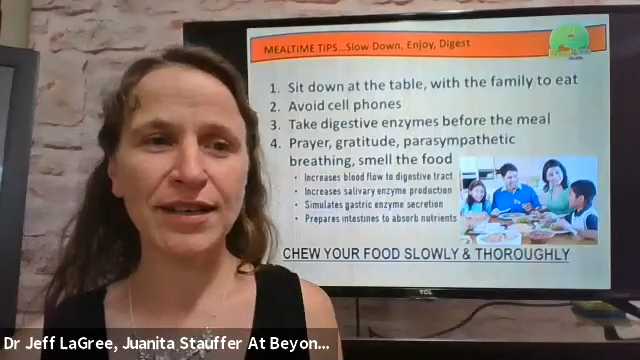 MEALTIME TIPS...Slow Down, Enjoy, Digest
1. Sit down at the table, with the family to eat
2. Avoid cell phones
3. Take digestive enzymes before the meal
4. Prayer, gratitude, parasympathetic
breathing, smell the food
• Increases blood flow to digestive tract
• Increases salivary enzyme production
• Simulates gastric enzyme secretion
• Prepares intestines to absorb nutrients
CHEW YOUR FOOD SLOWLY & THOROUGHLY
TCL
Dr Jeff LaGree, Juanita Stauffer At Beyon...